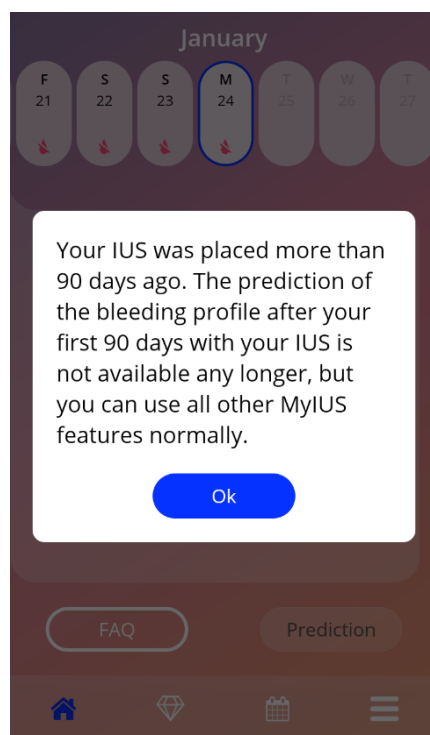 January
F S S M T W T
21 22 23 24 25 26 27
Your IUS was placed more than
90 days ago. The prediction of
the bleeding profile after your
first 90 days with your IUS is
not available any longer, but
you can use all other MyIUS
features normally.
Ok
FAQ Prediction